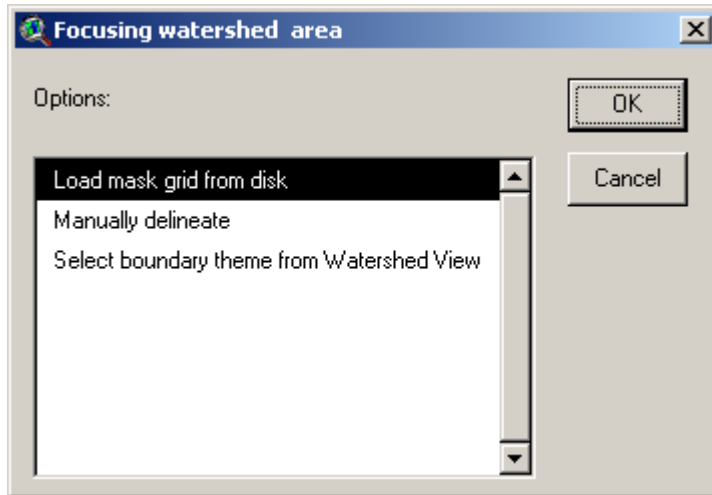 Focusing watershed  area
Options:
OK
Load mask grid from disk
Cancel
Manually delineate
Select boundary theme from Watershed View